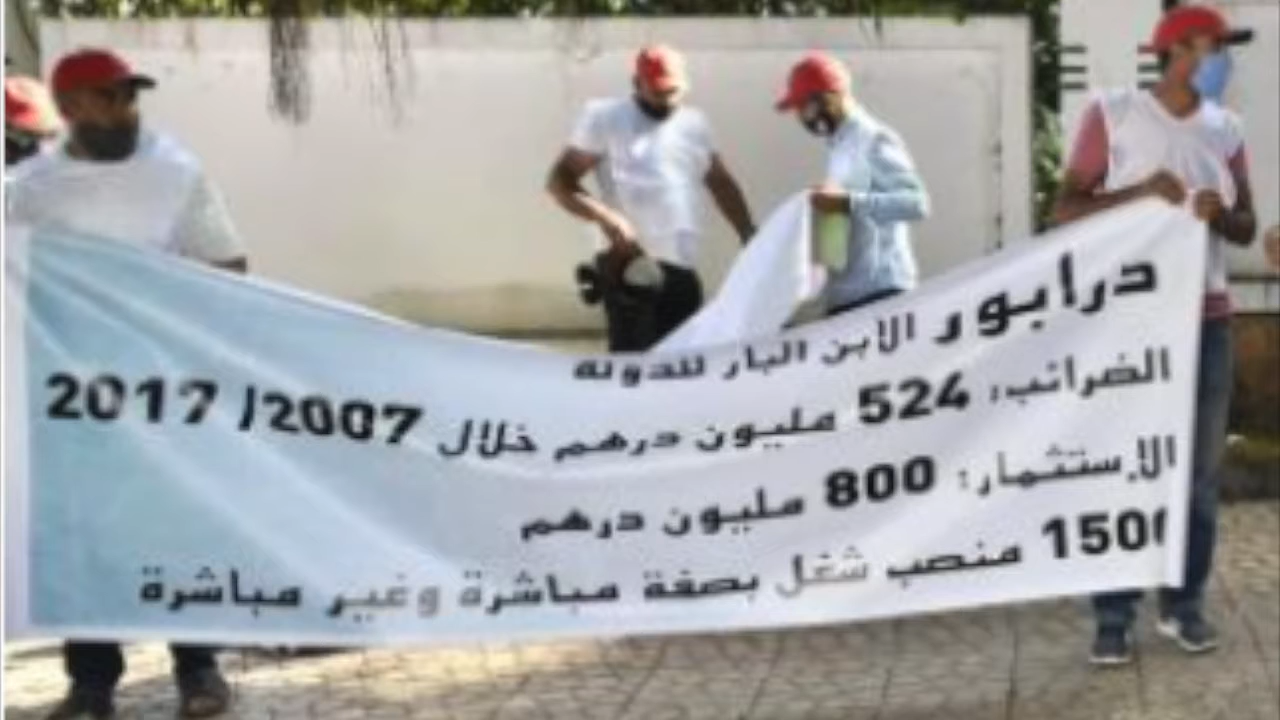 درابور الابن البار للدولة
الضرائب: 524 مليون درهم خلال 2007/ 2017
الإستثمار: 800 مليون درهم
1500 منصب شغل بصفة مباشرة وغير مباشرة